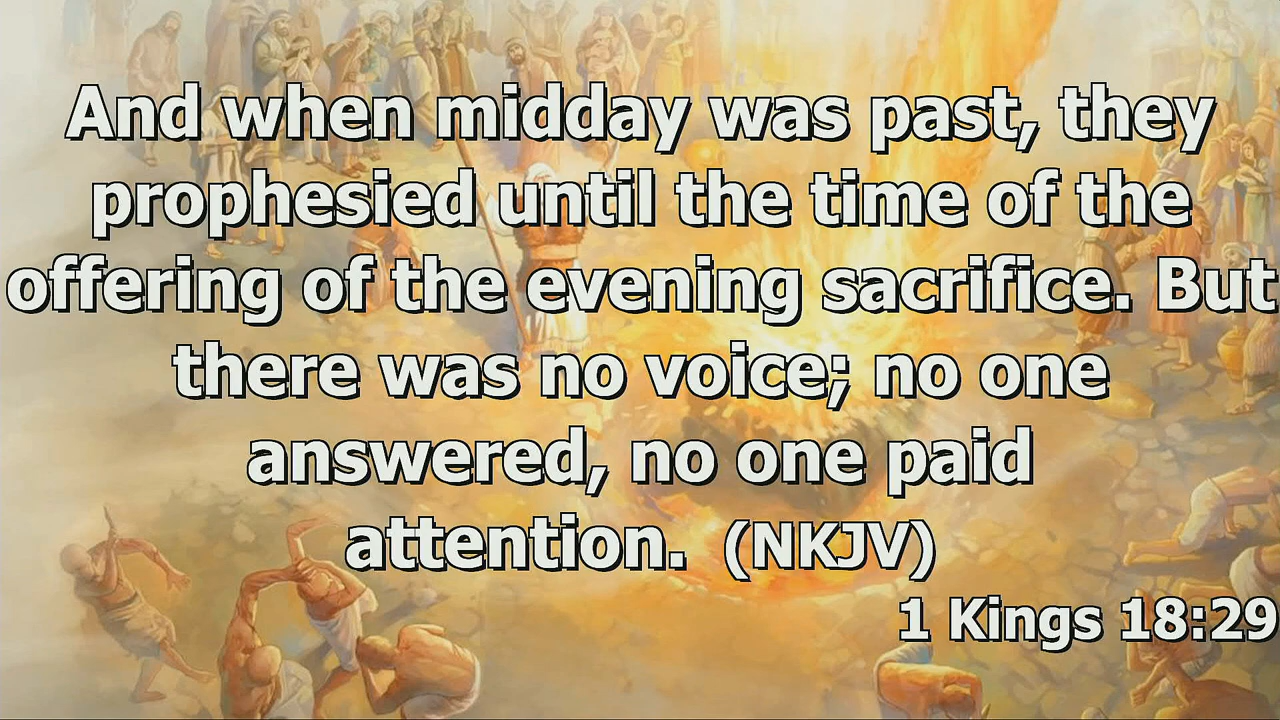 And when midday was past, they
prophesied until the time of the
offering of the evening sacrifice. But
there was no voice; no one
answered, no one paid
attention. (NKJV)
1 Kings 18:29